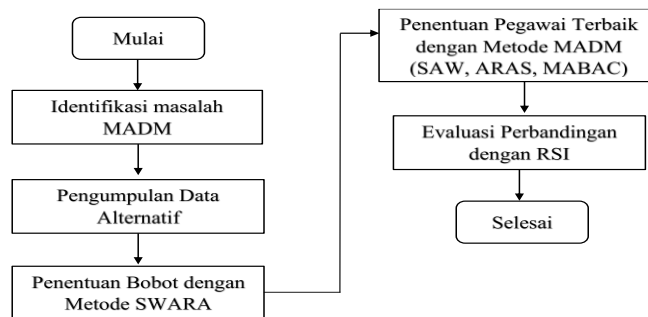 Mulai
Identifikasi masalah
MADM
Pengumpulan Data
Alternatif
Penentuan Bobot dengan
Metode SWARA
Penentuan Pegawai Terbaik
dengan Metode MADM
(SAW, ARAS, MABAC)
Evaluasi Perbandingan
dengan RSI
Selesai